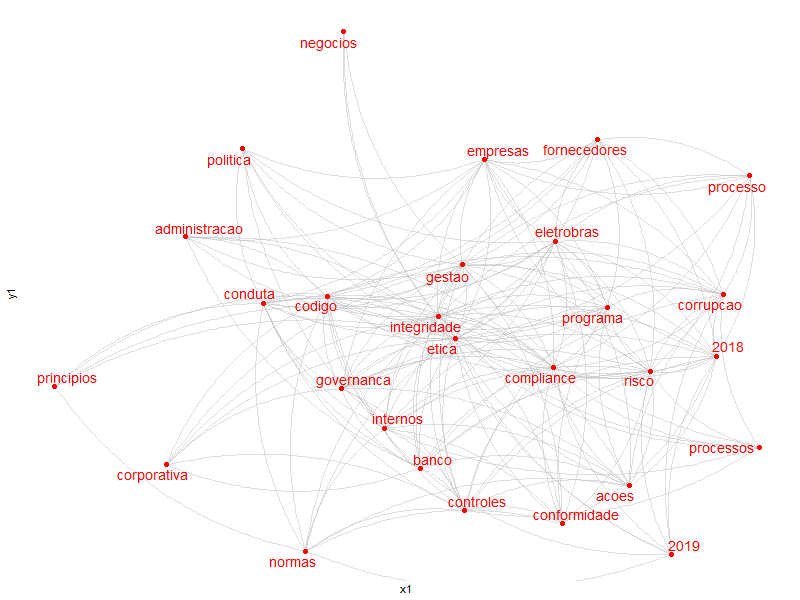 negocios
empresas
fornecedores
politica
processo
administracao
eletrobras
gestao
conduta
codigo
corrupcao
integridade
programa
etica
2018
principios
governanca
compliance
risco
internos
processos
banco
corporativa
controles
acoes
conformidade
2019
normas
x1
y1